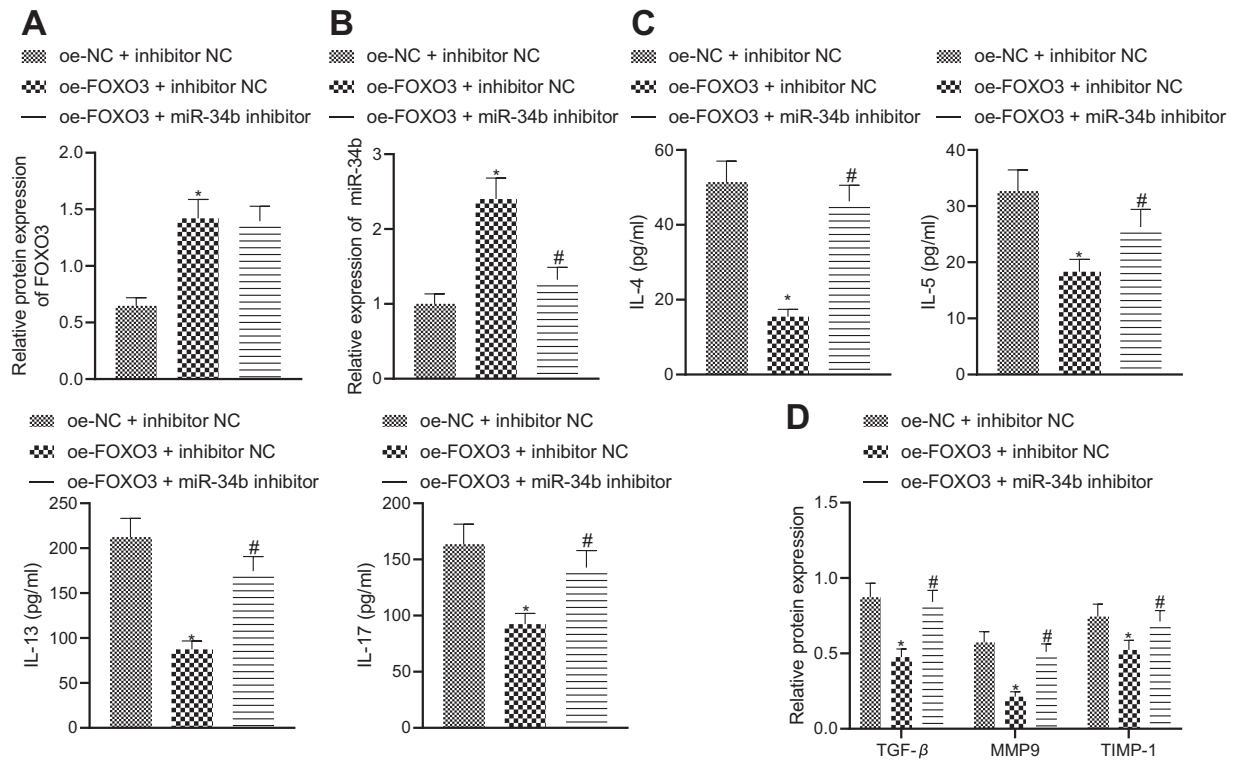 A
oe-NC + inhibitor NC
oe-FOXO3 + inhibitor NC
oe-FOXO3 + miR-34b inhibitor
Relative protein expression
of FOXO3
2.0
1.5
1.0
0.5
0.0
*
B
oe-NC + inhibitor NC
oe-FOXO3 + inhibitor NC
oe-FOXO3 + miR-34b inhibitor
Relative expression of miR-34b
3
2
1
0
*
#
C
oe-NC + inhibitor NC
oe-FOXO3 + inhibitor NC
oe-FOXO3 + miR-34b inhibitor
IL-4 (pg/ml)
60
40
20
0
*
#
oe-NC + inhibitor NC
oe-FOXO3 + inhibitor NC
oe-FOXO3 + miR-34b inhibitor
IL-5 (pg/ml)
40
30
20
10
0
*
#
oe-NC + inhibitor NC
oe-FOXO3 + inhibitor NC
oe-FOXO3 + miR-34b inhibitor
IL-13 (pg/ml)
250
200
150
100
50
0
*
#
oe-NC + inhibitor NC
oe-FOXO3 + inhibitor NC
oe-FOXO3 + miR-34b inhibitor
IL-17 (pg/ml)
200
150
100
50
0
*
#
D
oe-NC + inhibitor NC
oe-FOXO3 + inhibitor NC
oe-FOXO3 + miR-34b inhibitor
Relative protein expression
1.5
1.0
0.5
0.0
*
#
*
#
*
#
TGF-β
MMP9
TIMP-1